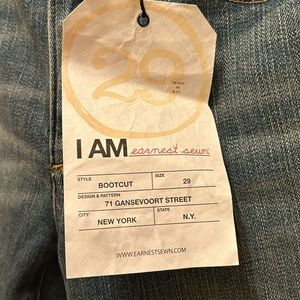 29
DESIGN
IN
N.Y.C.
I AM earnest sewn
STYLE SIZE
BOOTCUT 29
DESIGN & PATTERN
71 GANSEVOORT STREET
CITY STATE
NEW YORK N.Y.
WWW.EARNESTSEWN.COM